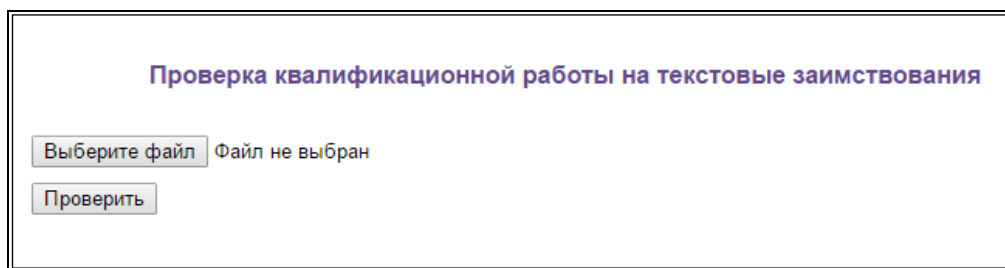 Проверка квалификационной работы на текстовые заимствования
Выберите файл Файл не выбран
Проверить